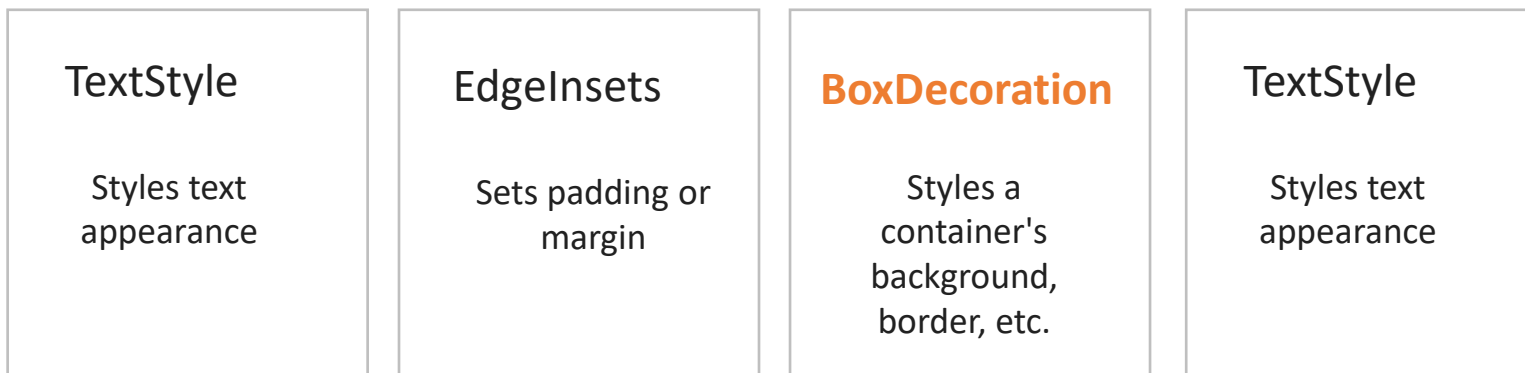 TextStyle
Styles text
appearance
EdgeInsets
Sets padding or
margin
BoxDecoration
Styles a
container's
background,
border, etc.
TextStyle
Styles text
appearance